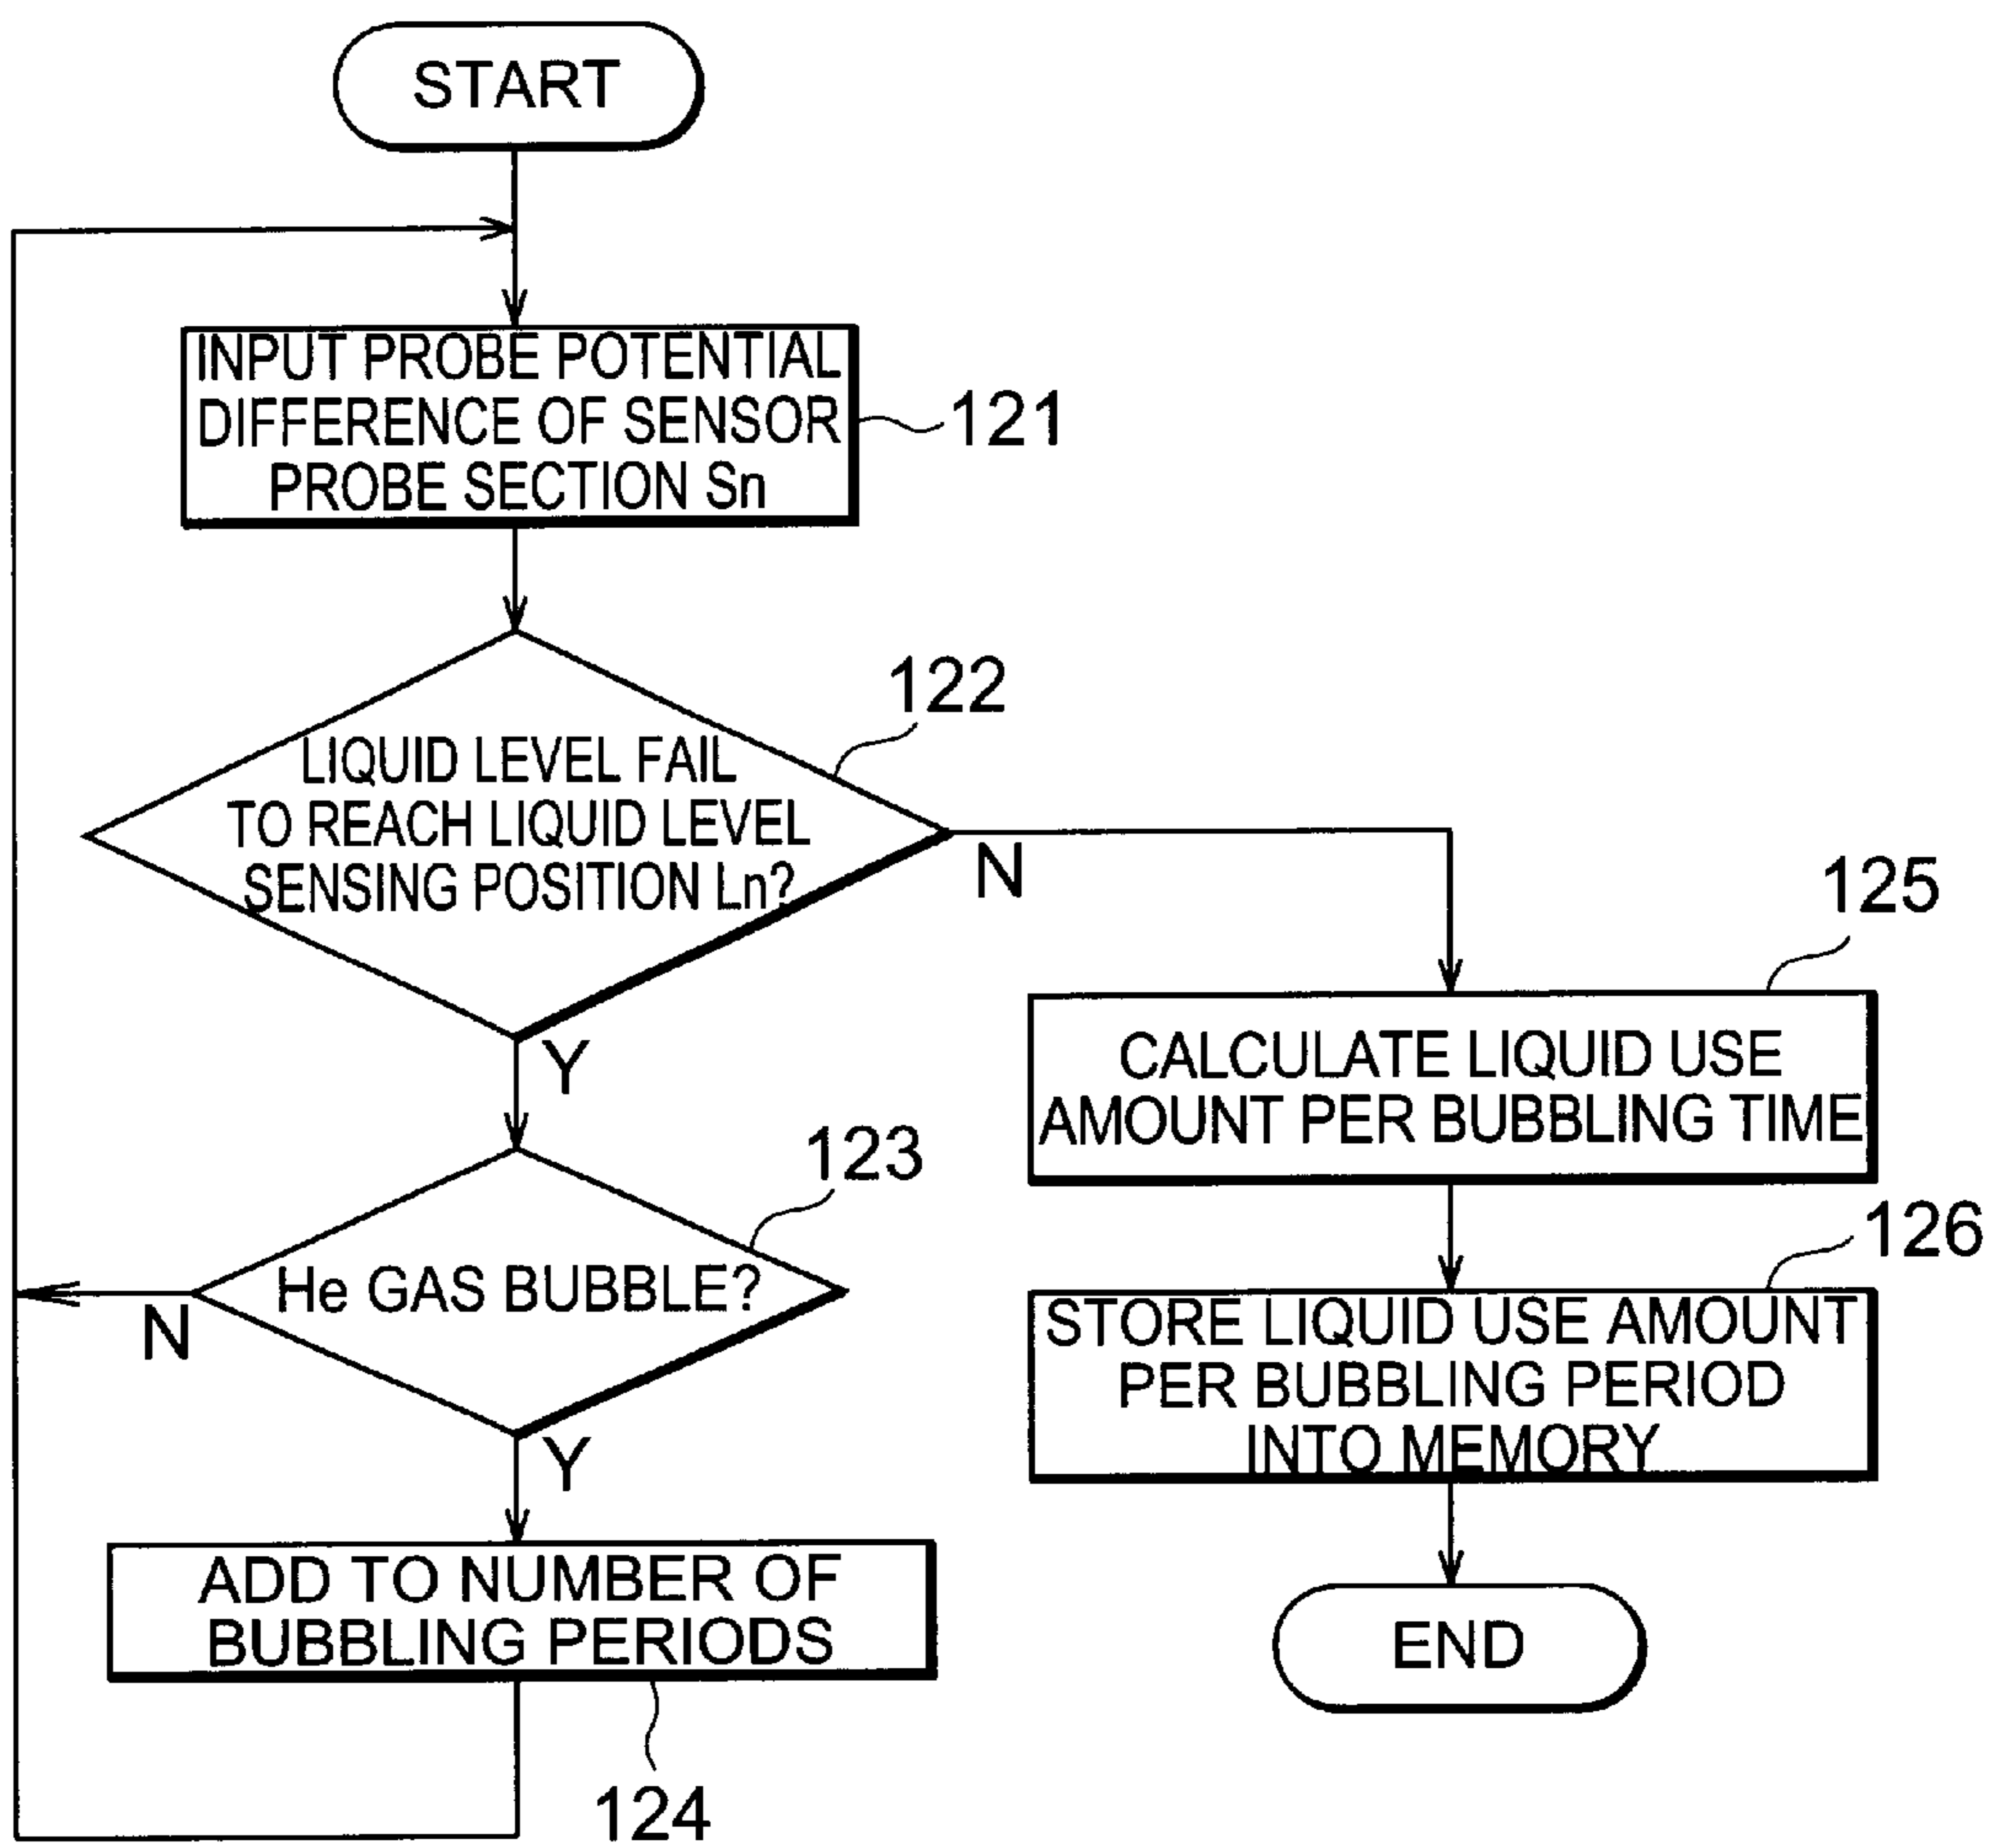 START
INPUT PROBE POTENTIAL
DIFFERENCE OF SENSOR
PROBE SECTION Sn
121
LIQUID LEVEL FAIL
TO REACH LIQUID LEVEL
SENSING POSITION Ln?
122
N
Y
He GAS BUBBLE?
123
N
Y
ADD TO NUMBER OF
BUBBLING PERIODS
124
CALCULATE LIQUID USE
AMOUNT PER BUBBLING TIME
125
STORE LIQUID USE AMOUNT
PER BUBBLING PERIOD
INTO MEMORY
126
END